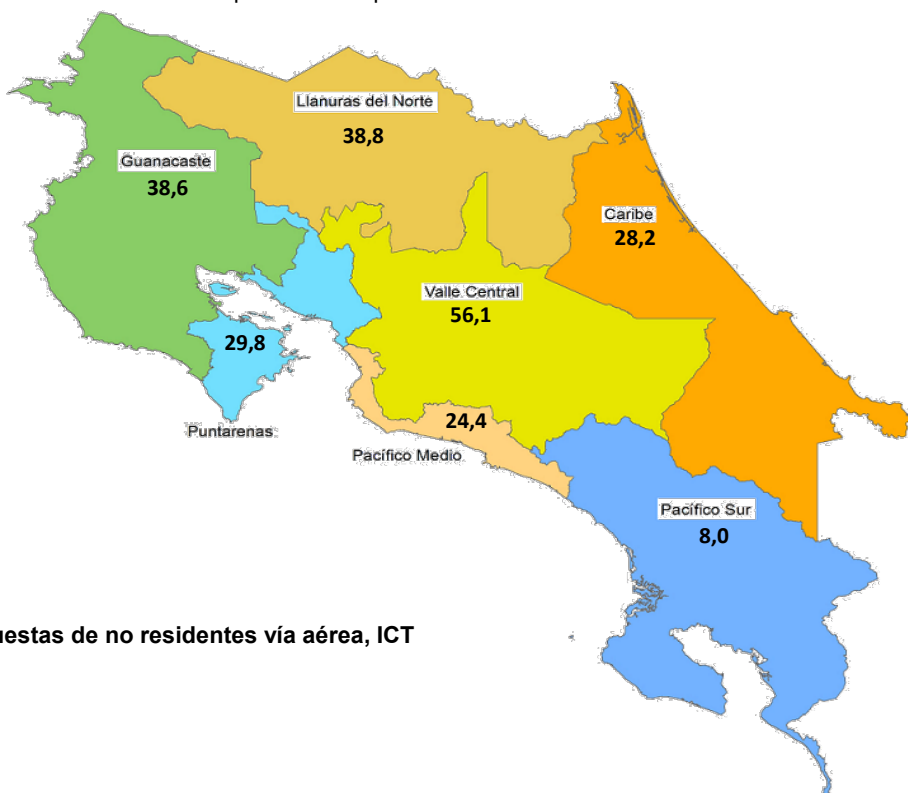 Llanuras del Norte
38,8
Guanacaste
38,6
Caribe
28,2
Valle Central
56,1
29,8
Puntarenas
24,4
Pacífico Medio
Pacífico Sur
8,0
uestas de no residentes vía aérea, ICT